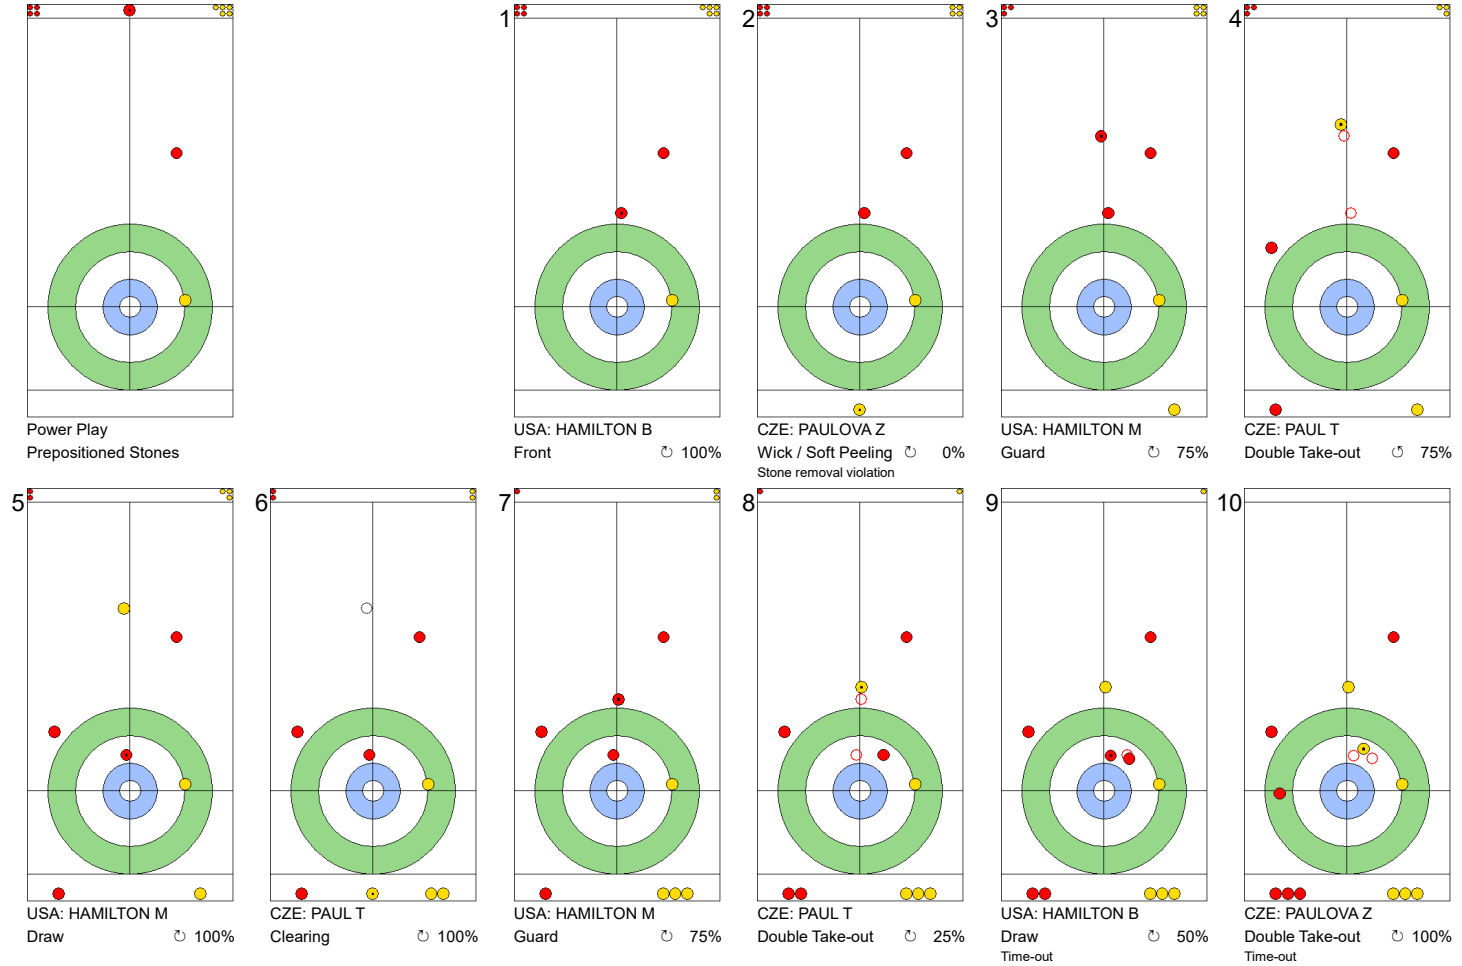 Power Play
Prepositioned Stones
1
USA: HAMILTON B
Front ↻ 100%
2
CZE: PAULOVA Z
Wick / Soft Peeling ↻ 0%
Stone removal violation
3
USA: HAMILTON M
Guard ↻ 75%
4
CZE: PAUL T
Double Take-out ↺ 75%
5
USA: HAMILTON M
Draw ↻ 100%
6
CZE: PAUL T
Clearing ↻ 100%
7
USA: HAMILTON M
Guard ↻ 75%
8
CZE: PAUL T
Double Take-out ↻ 25%
9
USA: HAMILTON B
Draw ↻ 50%
Time-out
10
CZE: PAULOVA Z
Double Take-out ↻ 100%
Time-out